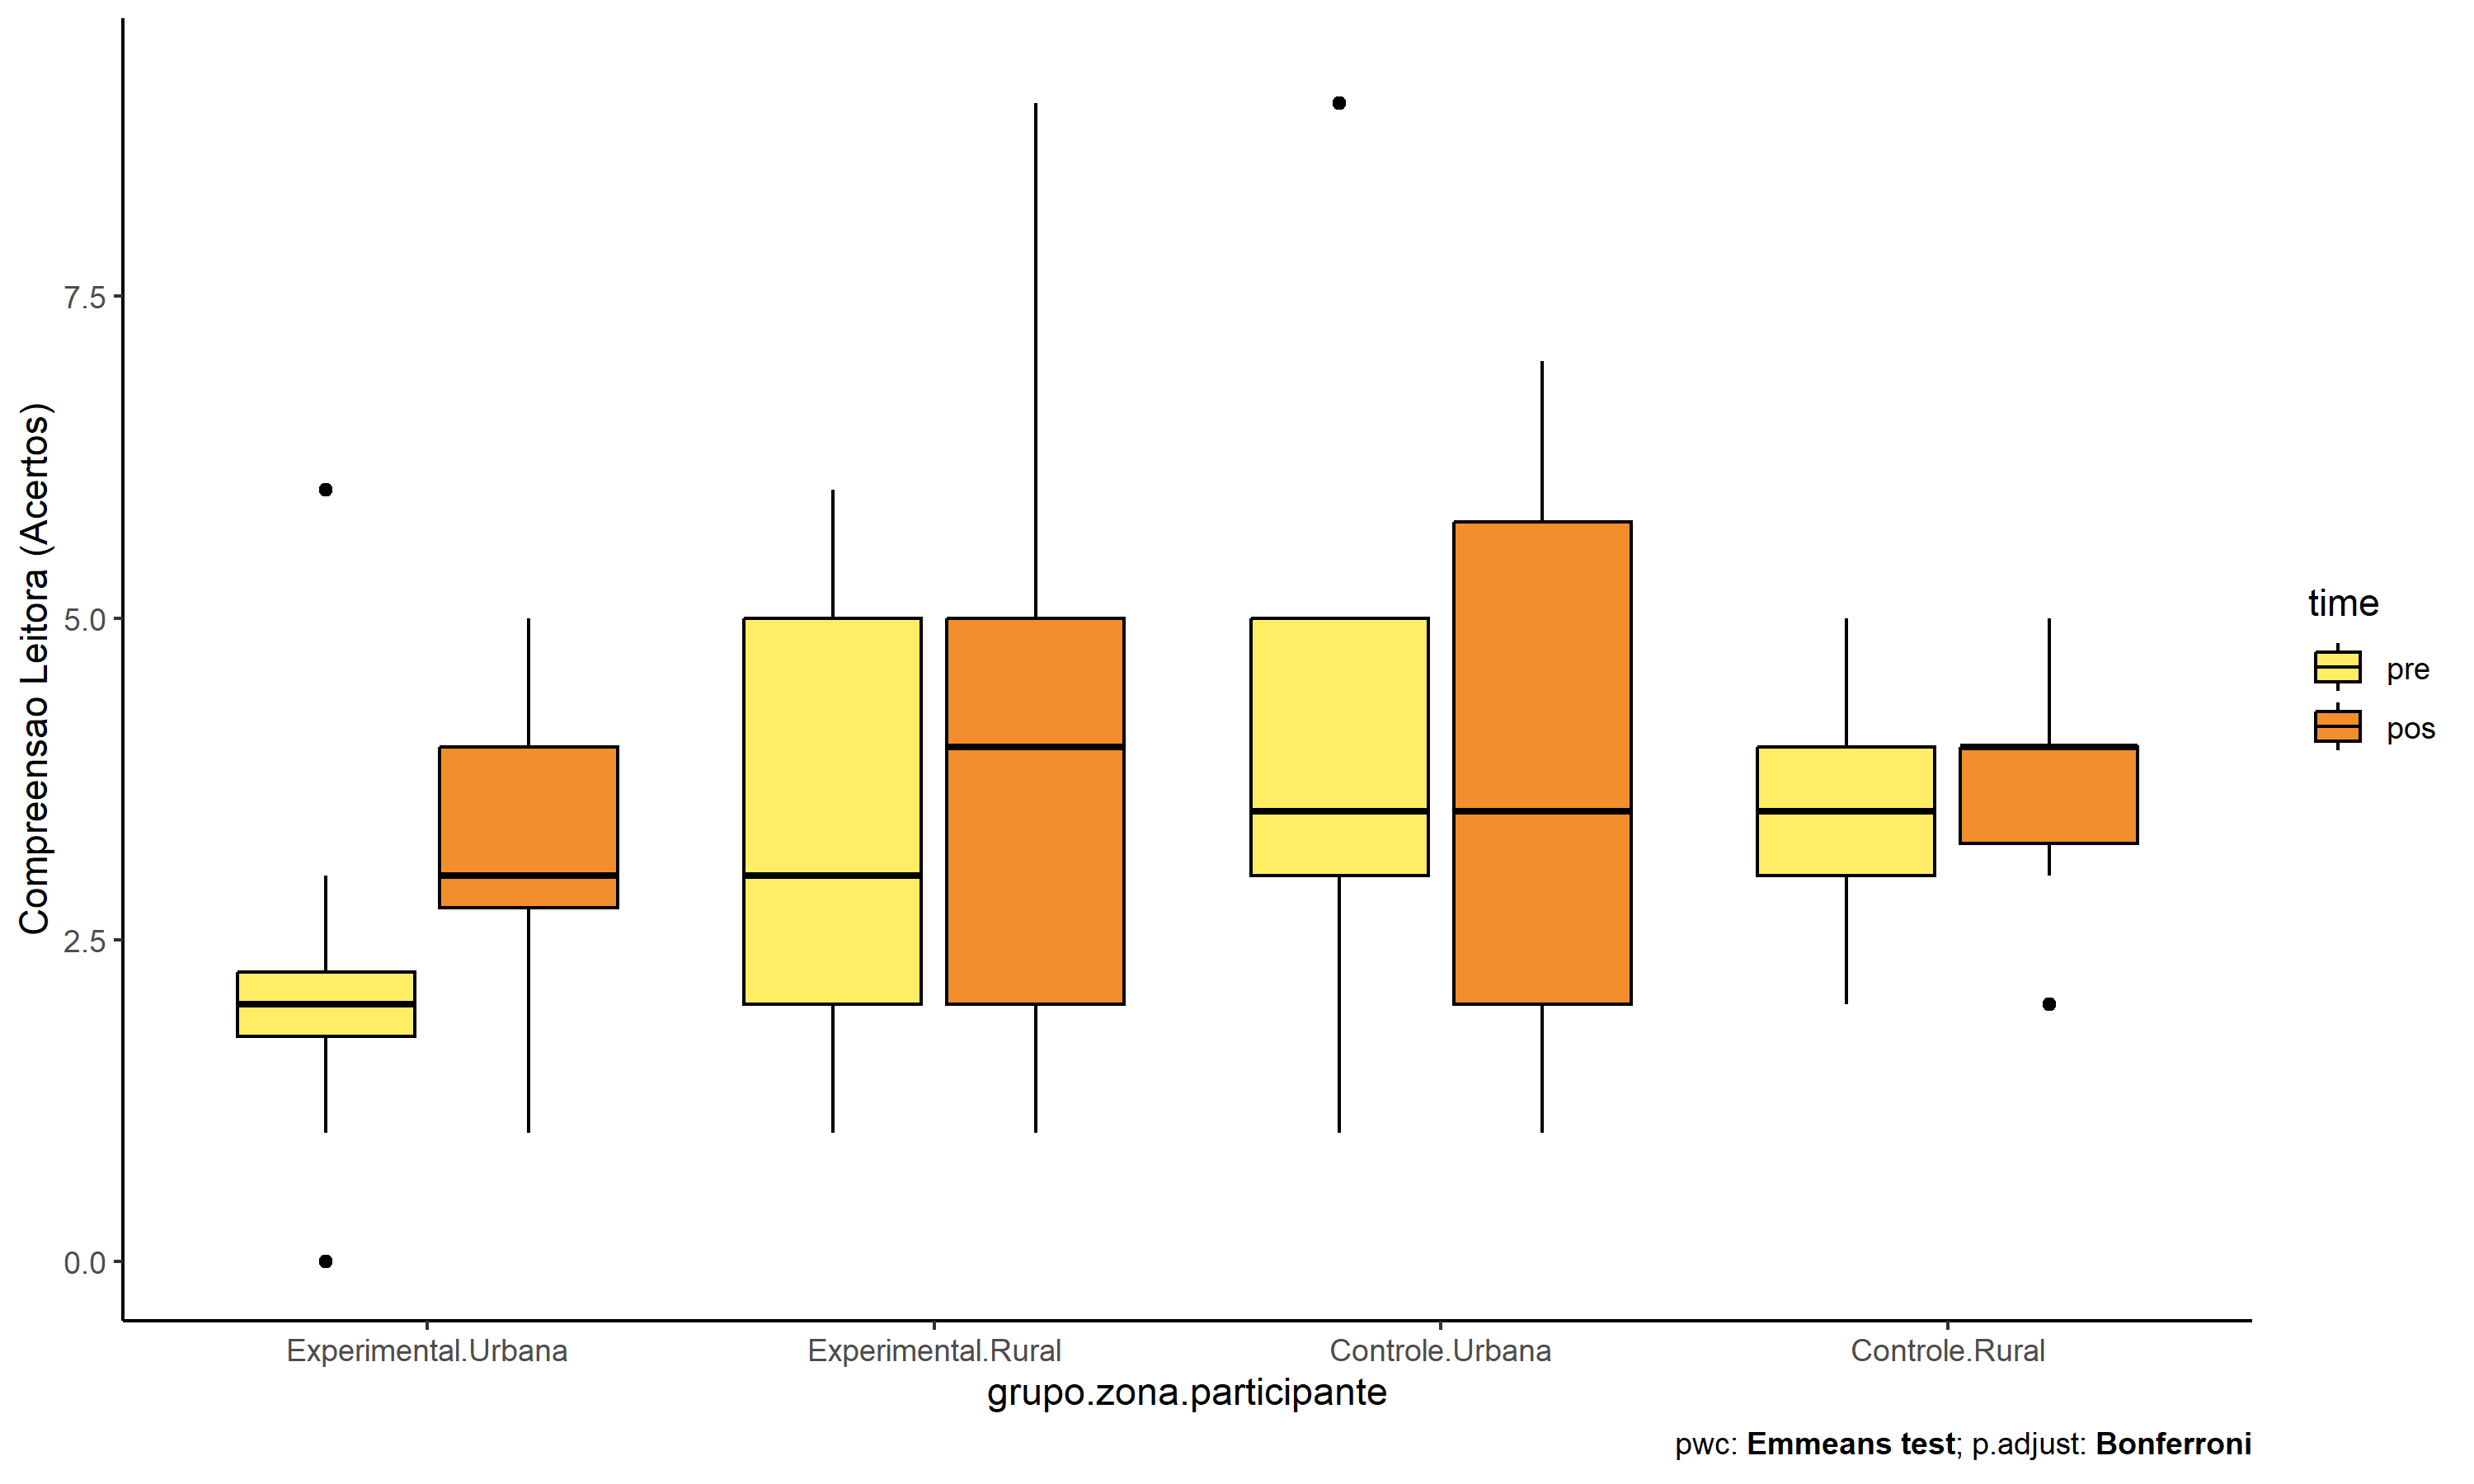 Compreensao Leitora (Acertos)
7.5
5.0
2.5
0.0
Experimental.Urbana
Experimental.Rural
Controle.Urbana
Controle.Rural
grupo.zona.participante
time
pre
pos
pwc: Emmeans test; p.adjust: Bonferroni